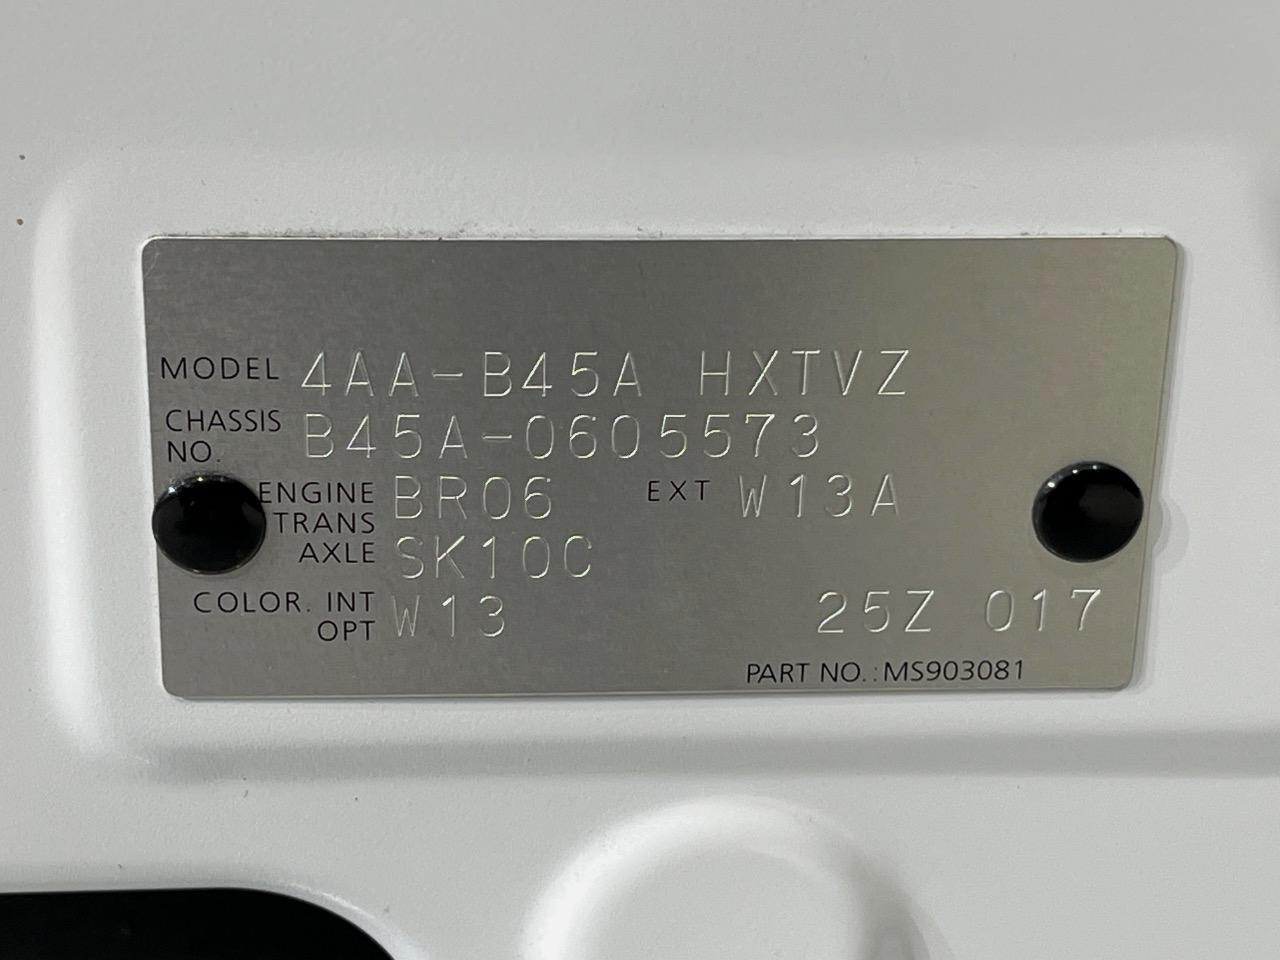 MODEL 4AA-B45A HXTVZ
CHASSIS NO. B45A-0605573
ENGINE BR06 EXT W13A
TRANS AXLE SK10C
COLOR. INT OPT W13 25Z 017
PART NO.:MS903081